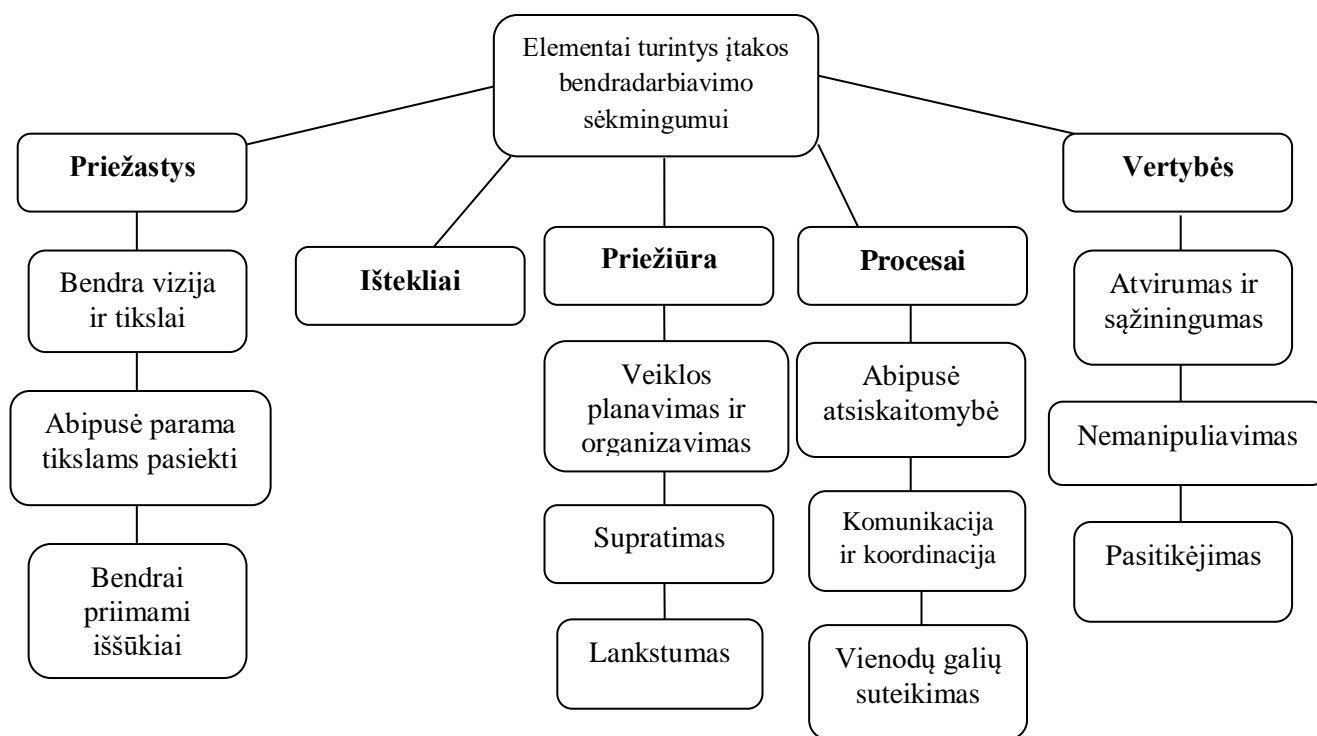 Elementai turintys įtakos
bendradarbiavimo
sėkmingumui
Priežastys
Bendra vizija
ir tikslai
Abipusė parama
tikslams pasiekti
Bendrai
priimami
iššūkiai
Ištekliai
Priežiūra
Veiklos
planavimas ir
organizavimas
Supratimas
Lankstumas
Procesai
Abipusė
atsiskaitomybė
Komunikacija
ir koordinacija
Vienodų galių
suteikimas
Vertybės
Atvirumas ir
sąžiningumas
Nemanipuliavimas
Pasitikėjimas